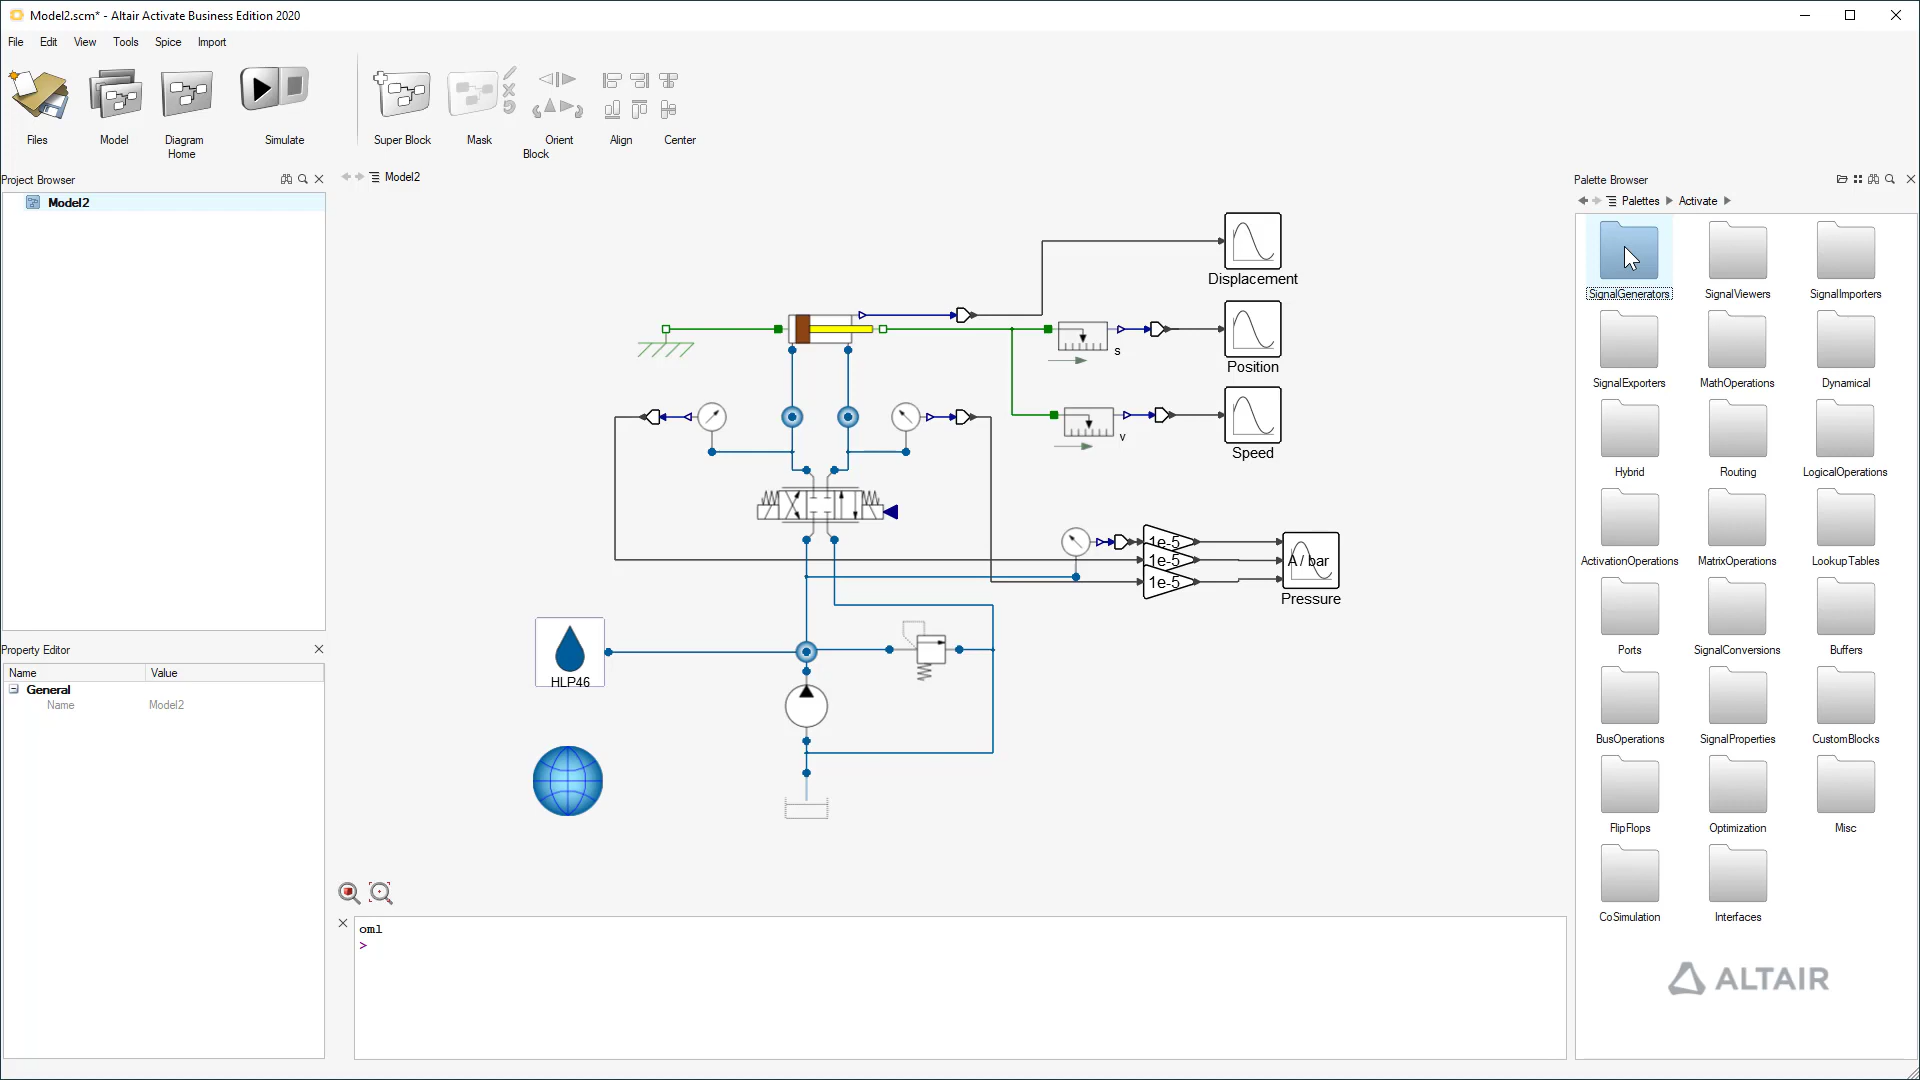 Model2.scm* - Altair Activate Business Edition 2020
File Edit View Tools Spice Import
Files Model Diagram Simulate Super Block Mask Orient Align Center
Home Block
Project Browser
Model2
Model2
Palette Browser
Palettes Activate
SignalGenerators SignalViewers SignalImporters
SignalExporters MathOperations Dynamical
Hybrid Routing LogicalOperations
ActivationOperations MatrixOperations LookupTables
Ports SignalConversions Buffers
BusOperations SignalProperties CustomBlocks
FlipFlops Optimization Misc
CoSimulation Interfaces
ALTAIR
Displacement
s
Position
v
Speed
1e-5
1e-5
1e-5
A / bar
Pressure
HLP46
Property Editor
Name Value
General
Name Model2
oml
>